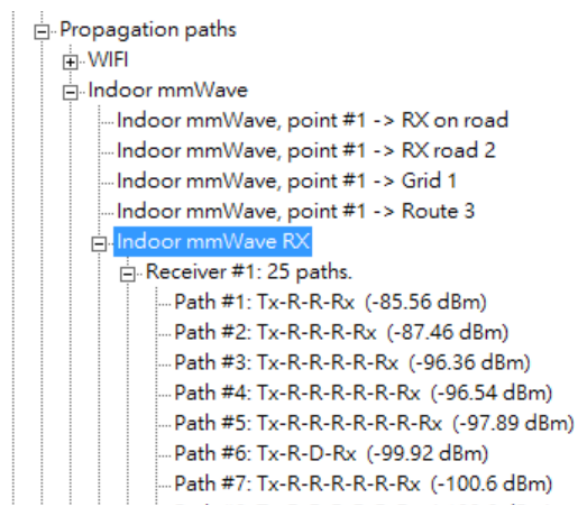 Propagation paths
WIFI
Indoor mmWave
Indoor mmWave, point #1 -> RX on road
Indoor mmWave, point #1 -> RX road 2
Indoor mmWave, point #1 -> Grid 1
Indoor mmWave, point #1 -> Route 3
Indoor mmWave RX
Receiver #1: 25 paths.
Path #1: Tx-R-R-Rx (-85.56 dBm)
Path #2: Tx-R-R-R-Rx (-87.46 dBm)
Path #3: Tx-R-R-R-R-Rx (-96.36 dBm)
Path #4: Tx-R-R-R-R-R-Rx (-96.54 dBm)
Path #5: Tx-R-R-R-R-R-R-Rx (-97.89 dBm)
Path #6: Tx-R-D-Rx (-99.92 dBm)
Path #7: Tx-R-R-R-R-R-Rx (-100.6 dBm)